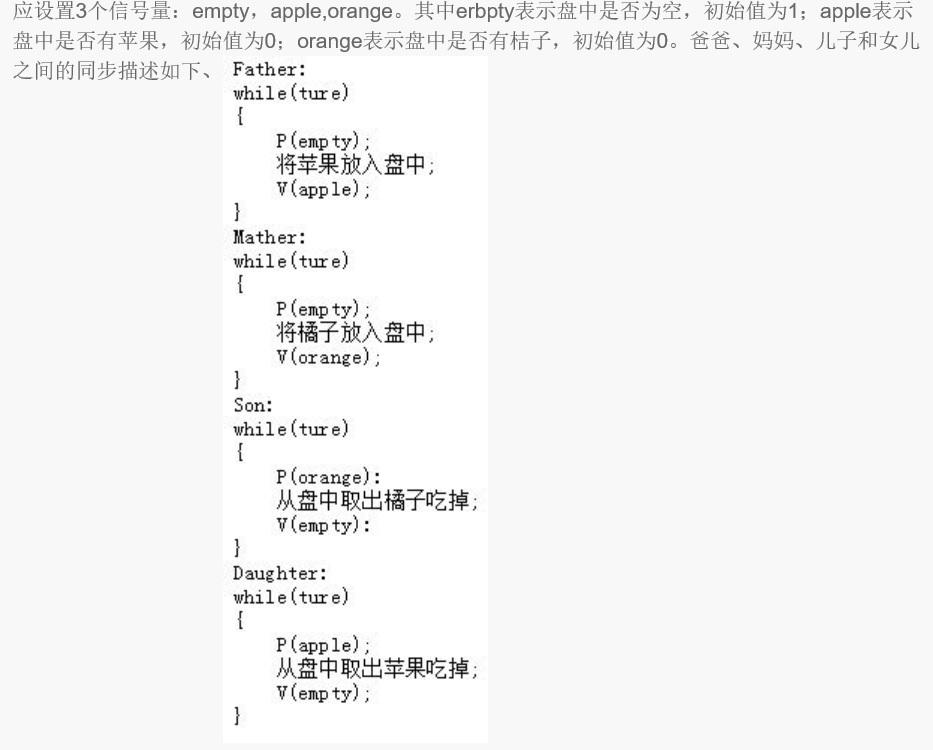 应设置3个信号量：empty，apple,orange。其中erbpty表示盘中是否为空，初始值为1；apple表示
盘中是否有苹果，初始值为0；orange表示盘中是否有桔子，初始值为0。爸爸、妈妈、儿子和女儿
之间的同步描述如下、
Father:
while(ture)
{
P(empty);
将苹果放入盘中;
V(apple);
}
Mather:
while(ture)
{
P(empty);
将橘子放入盘中;
V(orange);
}
Son:
while(ture)
{
P(orange):
从盘中取出橘子吃掉;
V(empty):
}
Daughter:
while(ture)
{
P(apple);
从盘中取出苹果吃掉;
V(empty);
}